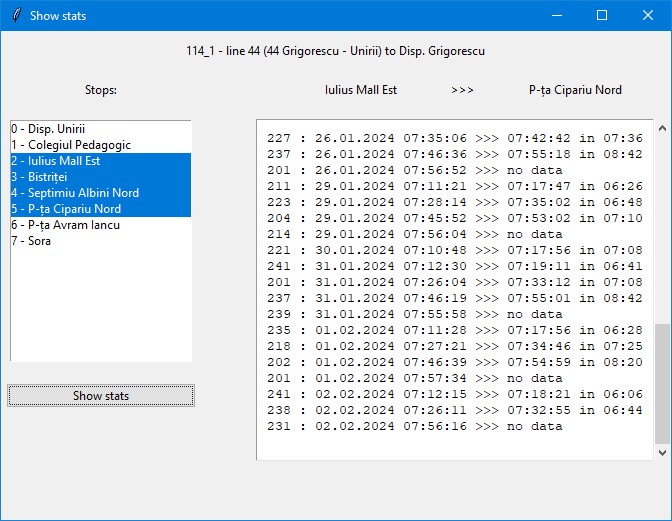 Show stats
114_1 - line 44 (44 Grigorescu - Unirii) to Disp. Grigorescu
Stops:
Iulius Mall Est >>> P-ța Cipariu Nord
0 - Disp. Unirii
1 - Colegiul Pedagogic
2 - Iulius Mall Est
3 - Bistriței
4 - Septimiu Albini Nord
5 - P-ța Cipariu Nord
6 - P-ța Avram Iancu
7 - Sora
Show stats
227 : 26.01.2024 07:35:06 >>> 07:42:42 in 07:36
237 : 26.01.2024 07:46:36 >>> 07:55:18 in 08:42
201 : 26.01.2024 07:56:52 >>> no data
211 : 29.01.2024 07:11:21 >>> 07:17:47 in 06:26
223 : 29.01.2024 07:28:14 >>> 07:35:02 in 06:48
204 : 29.01.2024 07:45:52 >>> 07:53:02 in 07:10
214 : 29.01.2024 07:56:04 >>> no data
221 : 30.01.2024 07:10:48 >>> 07:17:56 in 07:08
241 : 31.01.2024 07:12:30 >>> 07:19:11 in 06:41
201 : 31.01.2024 07:26:04 >>> 07:33:12 in 07:08
237 : 31.01.2024 07:46:19 >>> 07:55:01 in 08:42
239 : 31.01.2024 07:55:58 >>> no data
235 : 01.02.2024 07:11:28 >>> 07:17:56 in 06:28
218 : 01.02.2024 07:27:21 >>> 07:34:46 in 07:25
202 : 01.02.2024 07:46:39 >>> 07:54:59 in 08:20
201 : 01.02.2024 07:57:34 >>> no data
241 : 02.02.2024 07:12:15 >>> 07:18:21 in 06:06
238 : 02.02.2024 07:26:11 >>> 07:32:55 in 06:44
231 : 02.02.2024 07:56:16 >>> no data